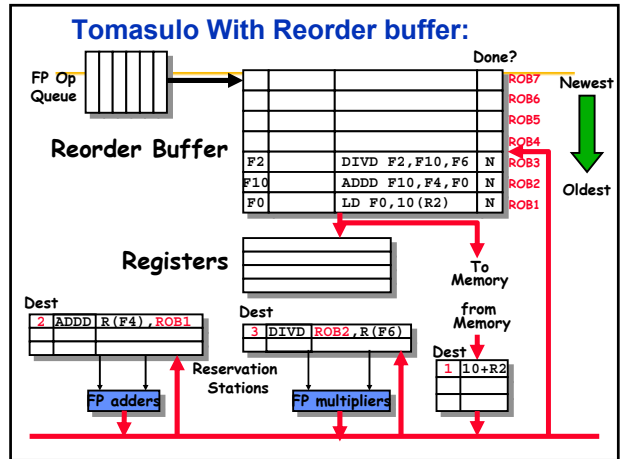 Tomasulo With Reorder buffer:
Done?
FP Op
Queue
ROB7
Newest
ROB6
ROB5
ROB4
Reorder Buffer
F2 DIVD F2,F10,F6 N ROB3
F10 ADDD F10,F4,F0 N ROB2
Oldest
F0 LD F0,10(R2) N ROB1
Registers
To
Memory
Dest
2 ADDD R(F4),ROB1
Dest
3 DIVD ROB2,R(F6)
from
Memory
Dest
1 10+R2
Reservation
Stations
FP adders
FP multipliers